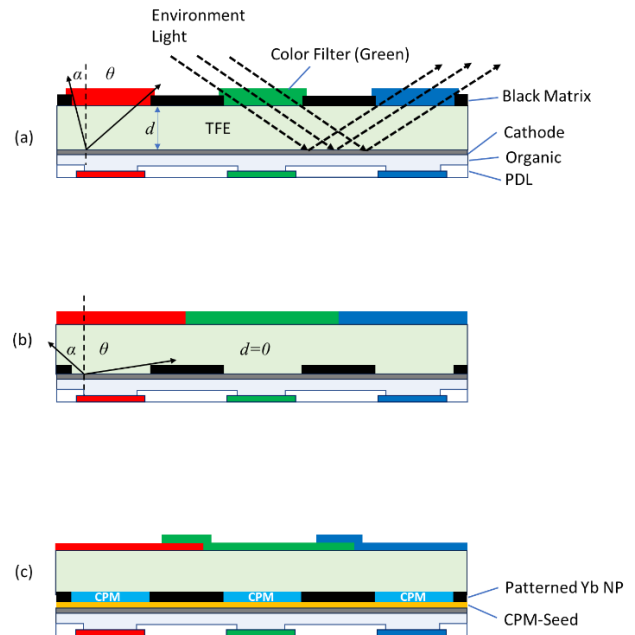 Environment
Light
Color Filter (Green)
α
θ
Black Matrix
d
TFE
(a)
Cathode
Organic
PDL
α
θ
d=0
(b)
(c)
CPM
CPM
CPM
Patterned Yb NP
CPM-Seed